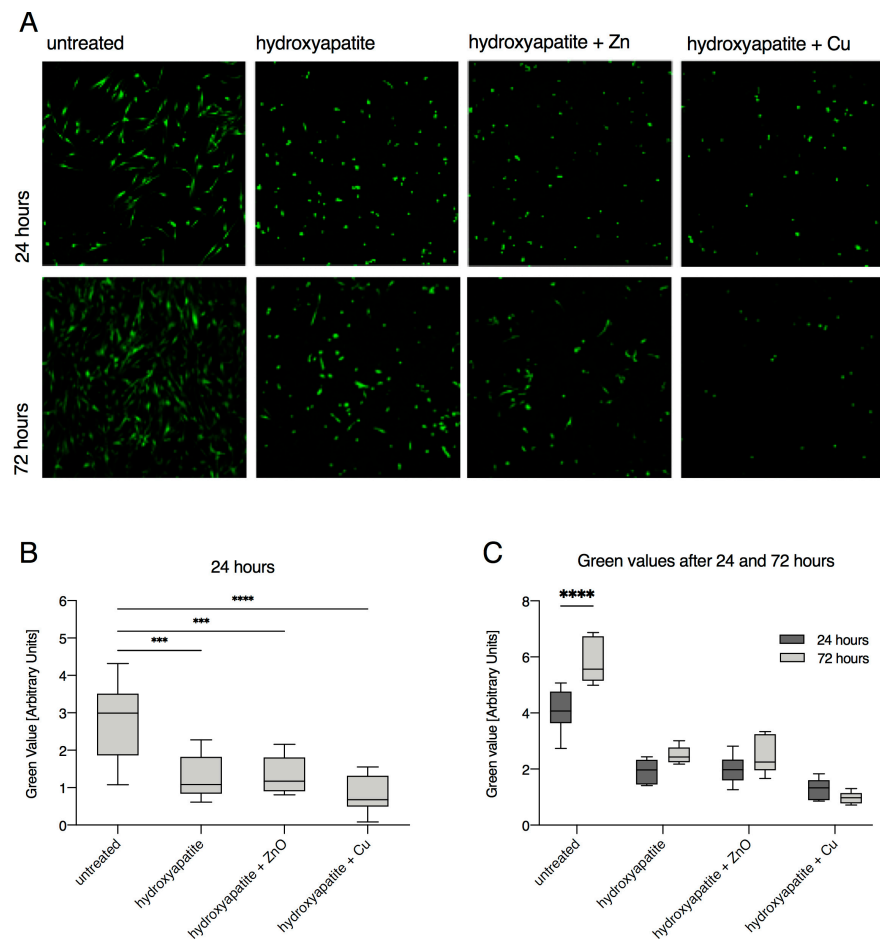 A
untreated
hydroxyapatite
hydroxyapatite + Zn
hydroxyapatite + Cu
24 hours
72 hours
B
24 hours
Green Value [Arbitrary Units]
6
5
4
3
2
1
0
****
***
***
untreated
hydroxyapatite
hydroxyapatite + ZnO
hydroxyapatite + Cu
C
Green values after 24 and 72 hours
Green value [Arbitrary Units]
8
6
4
2
0
****
24 hours
72 hours
untreated
hydroxyapatite
hydroxyapatite + ZnO
hydroxyapatite + Cu